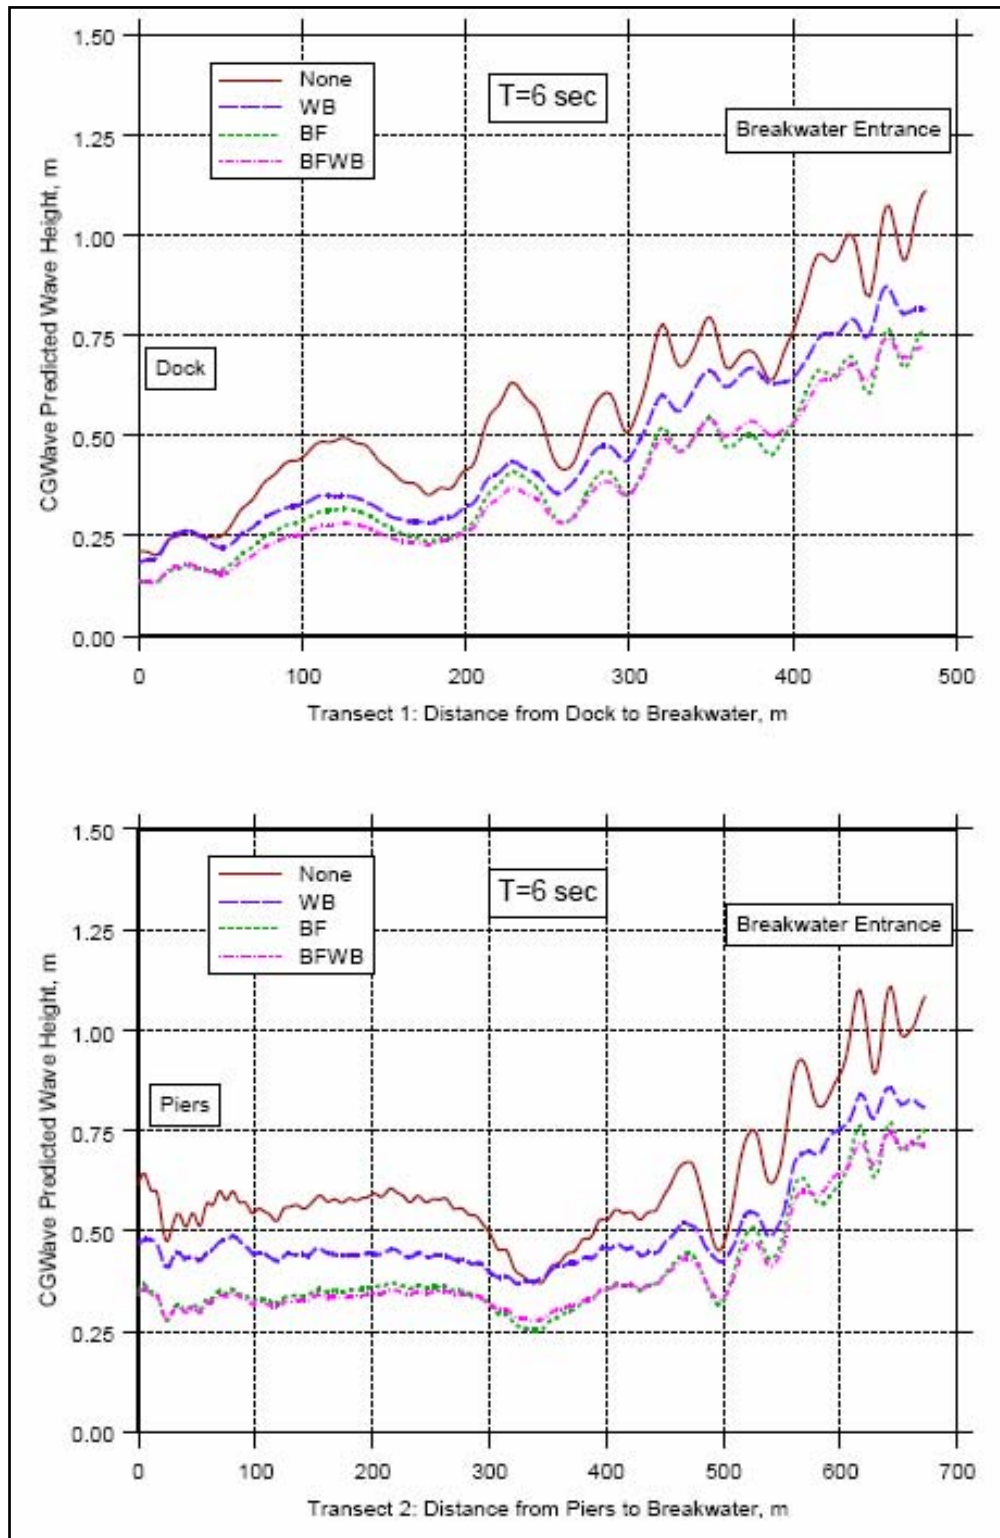 1.50
None
WB
BF
BFWB
T=6 sec
Breakwater Entrance
1.25
1.00
0.75
Dock
0.50
0.25
0.00
CGWave Predicted Wave Height, m
0 100 200 300 400 500
Transect 1: Distance from Dock to Breakwater, m
1.50
None
WB
BF
BFWB
T=6 sec
Breakwater Entrance
1.25
1.00
Piers
0.75
0.50
0.25
0.00
CGWave Predicted Wave Height, m
0 100 200 300 400 500 600 700
Transect 2: Distance from Piers to Breakwater, m